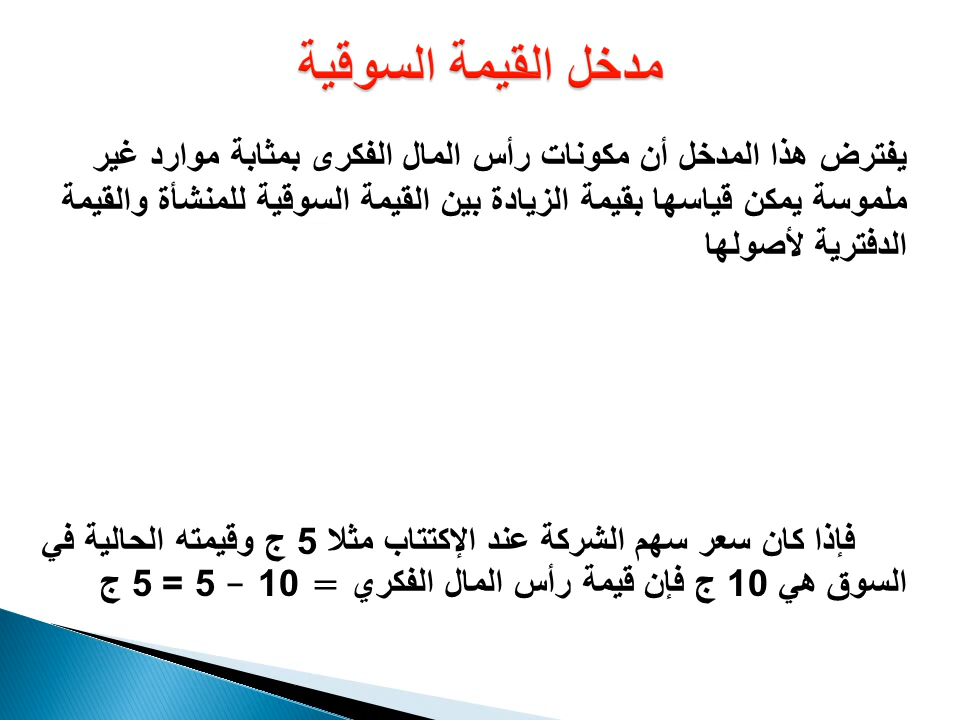 مدخل القيمة السوقية
يفترض هذا المدخل أن مكونات رأس المال الفكرى بمثابة موارد غير
ملموسة يمكن قياسها بقيمة الزيادة بين القيمة السوقية للمنشأة والقيمة
الدفترية لأصولها
فإذا كان سعر سهم الشركة عند الإكتتاب مثلا 5 ج وقيمته الحالية في
السوق هي 10 ج فإن قيمة رأس المال الفكري = 10 – 5 = 5 ج